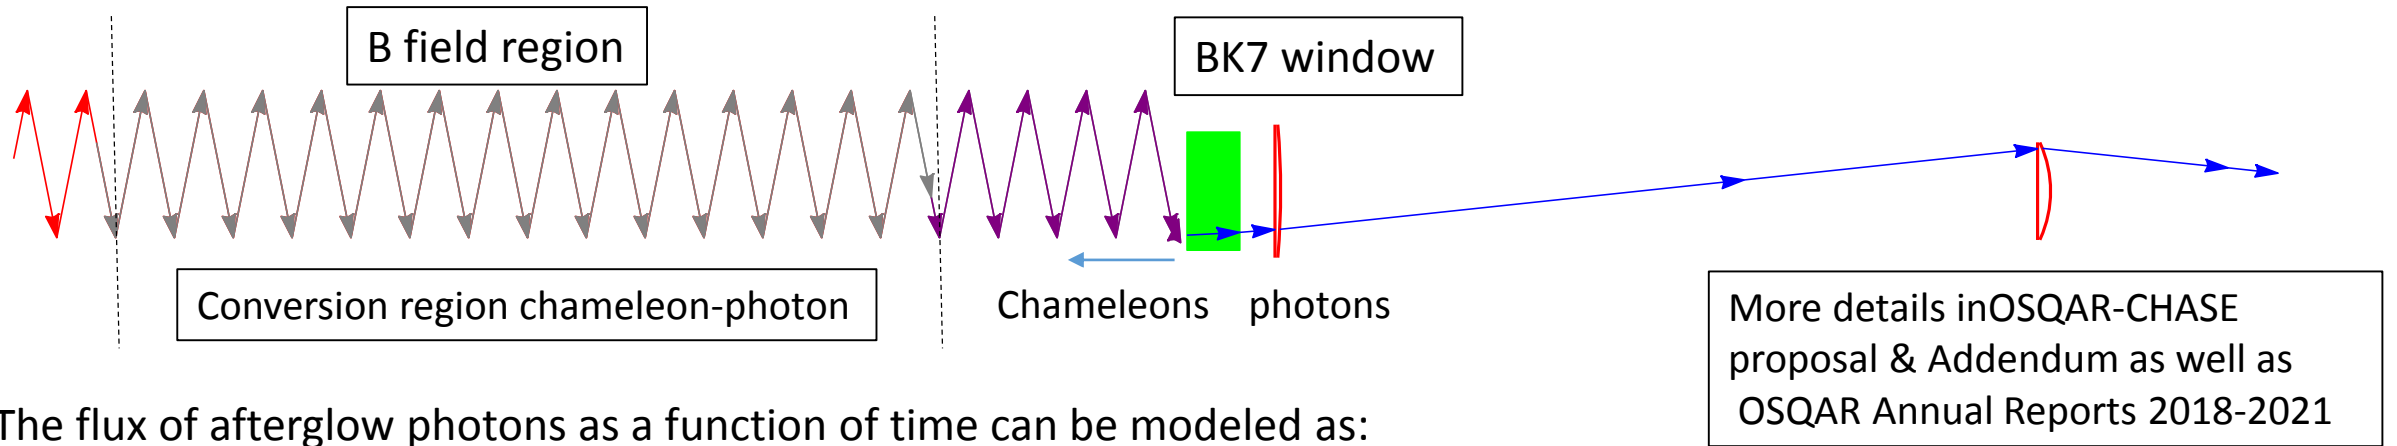 B field region
BK7 window
Conversion region chameleon-photon
Chameleons photons
More details inOSQAR-CHASE
proposal & Addendum as well as
OSQAR Annual Reports 2018-2021
The flux of afterglow photons as a function of time can be modeled as: